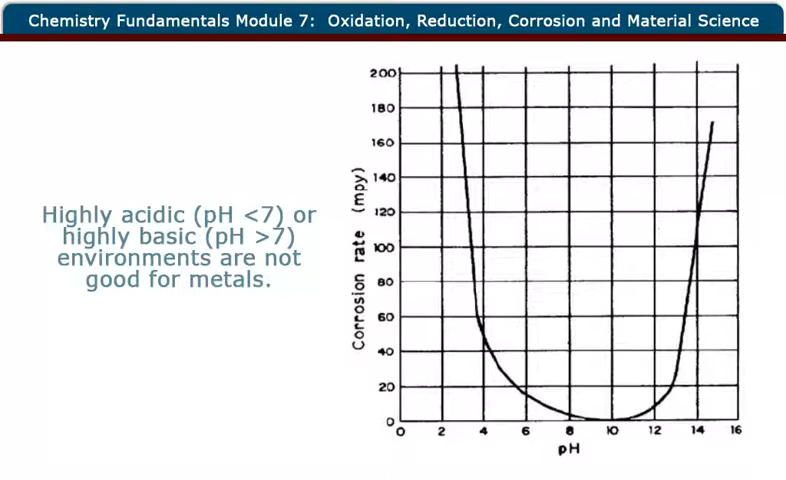 Chemistry Fundamentals Module 7: Oxidation, Reduction, Corrosion and Material Science
Highly acidic (pH <7) or
highly basic (pH >7)
environments are not
good for metals.
Corrosion rate (mpy)
200
180
160
140
120
100
80
60
40
20
0
0 2 4 6 8 10 12 14 16
pH